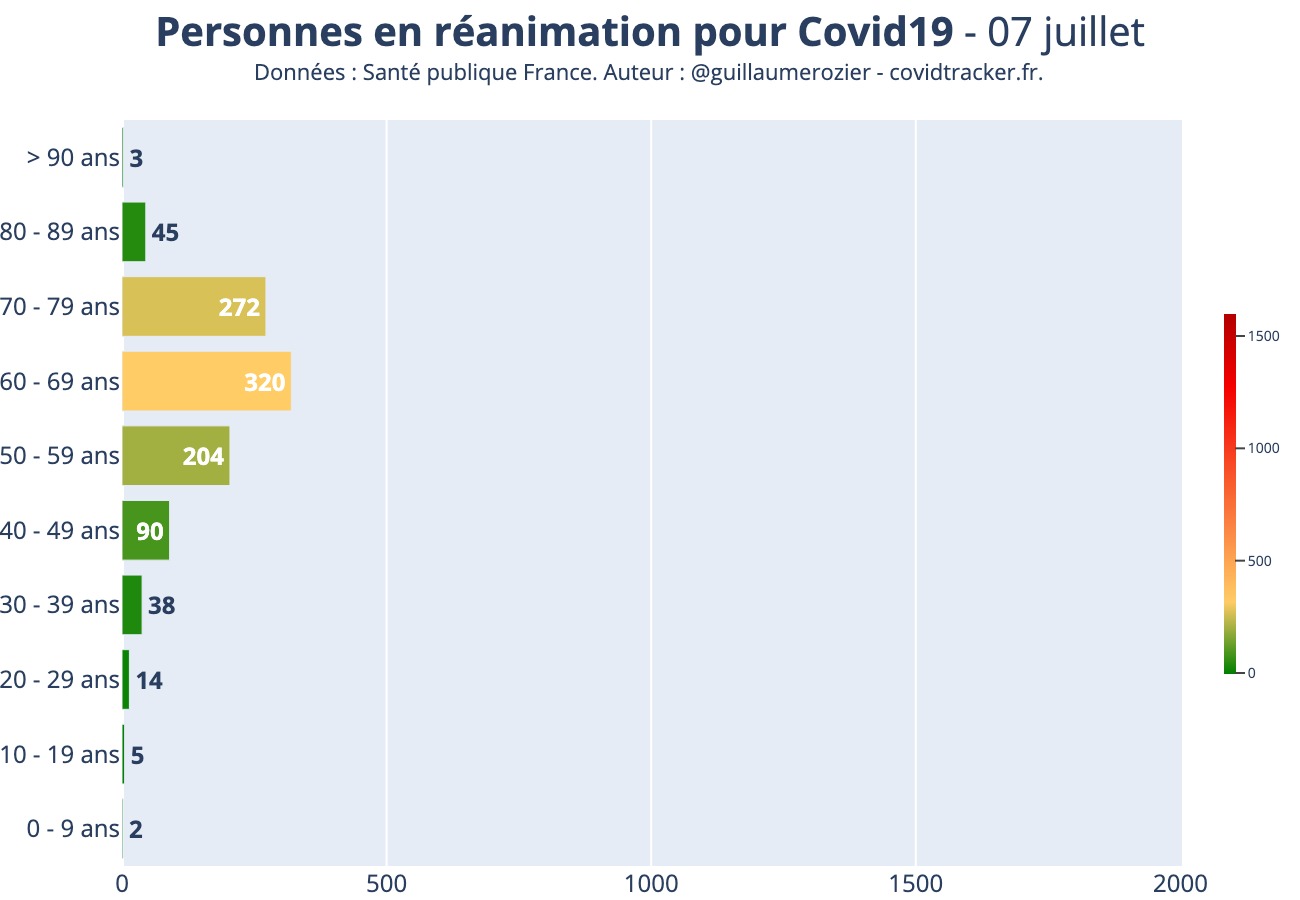 Personnes en réanimation pour Covid19 - 07 juillet
Données : Santé publique France. Auteur : @guillaumerozier - covidtracker.fr.
> 90 ans 3
80 - 89 ans 45
70 - 79 ans 272
60 - 69 ans 320
50 - 59 ans 204
40 - 49 ans 90
30 - 39 ans 38
20 - 29 ans 14
10 - 19 ans 5
0 - 9 ans 2
0 500 1000 1500 2000
1500
1000
500
0